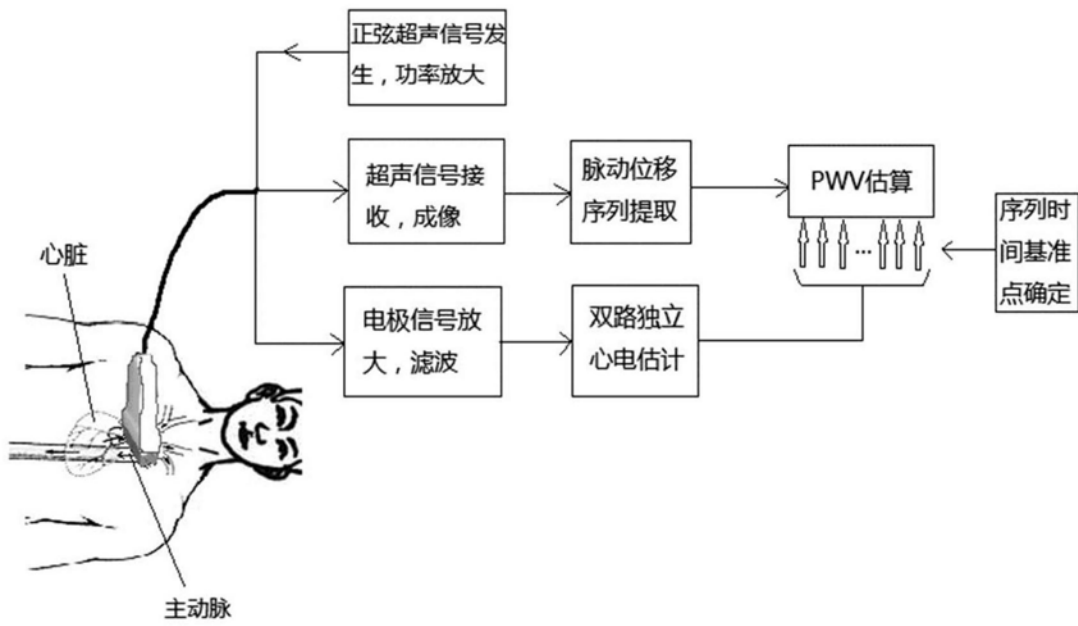 正弦超声信号发
生，功率放大
超声信号接
收，成像
脉动位移
序列提取
PWV估算
...
序列时
间基准
点确定
心脏
电极信号放
大，滤波
双路独立
心电估计
主动脉